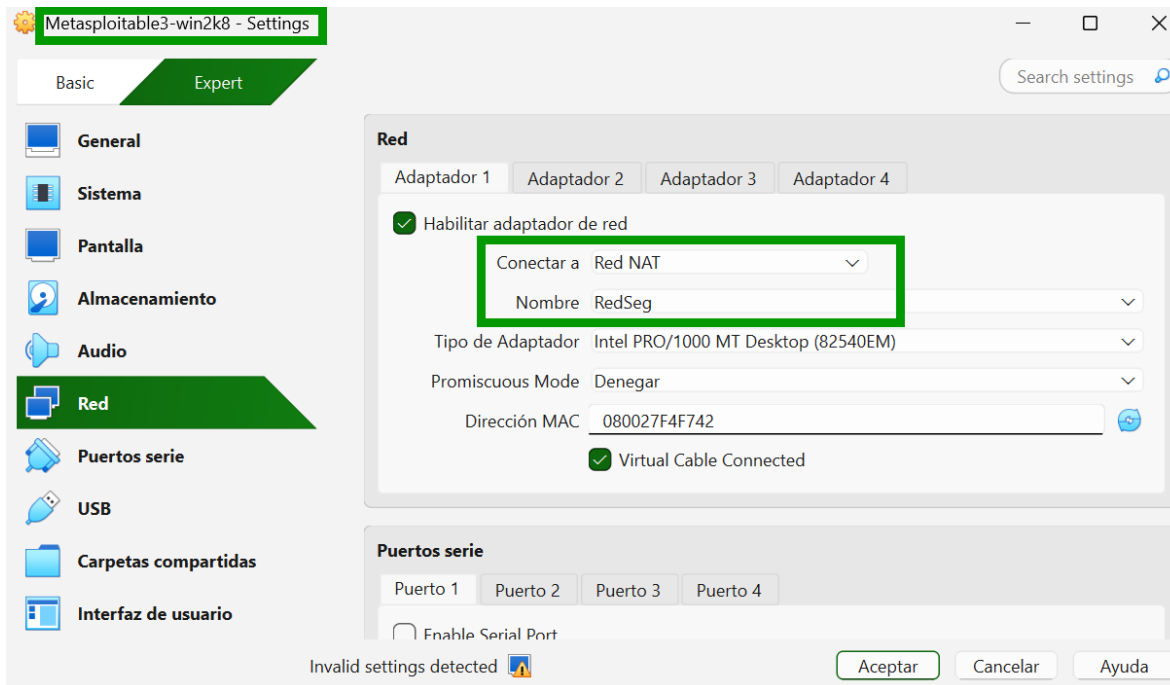 Metasploitable3-win2k8 - Settings
Basic
Expert
Search settings
General
Sistema
Pantalla
Almacenamiento
Audio
Red
Puertos serie
USB
Carpetas compartidas
Interfaz de usuario
Red
Adaptador 1
Adaptador 2
Adaptador 3
Adaptador 4
Habilitar adaptador de red
Conectar a Red NAT
Nombre RedSeg
Tipo de Adaptador Intel PRO/1000 MT Desktop (82540EM)
Promiscuous Mode Denegar
Dirección MAC 080027F4F742
Virtual Cable Connected
Puertos serie
Puerto 1
Puerto 2
Puerto 3
Puerto 4
Enable Serial Port
Invalid settings detected
Aceptar
Cancelar
Ayuda